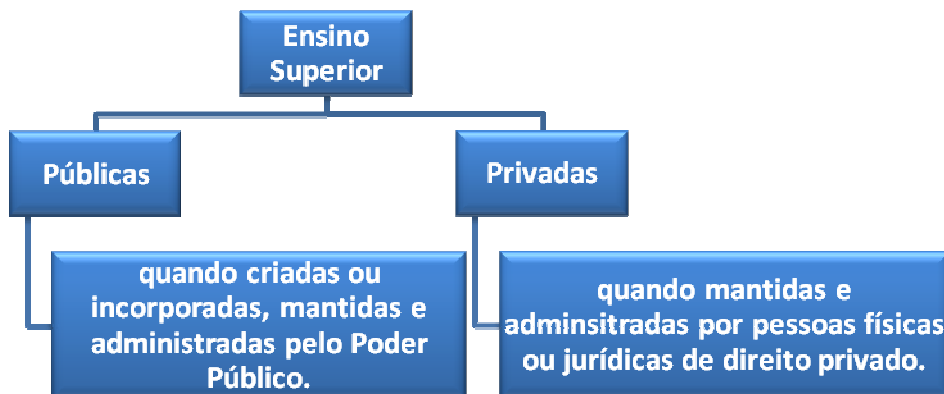 Ensino
Superior
Públicas
Privadas
quando criadas ou
incorporadas, mantidas e
administradas pelo Poder
Público.
quando mantidas e
adminsitradas por pessoas físicas
ou jurídicas de direito privado.